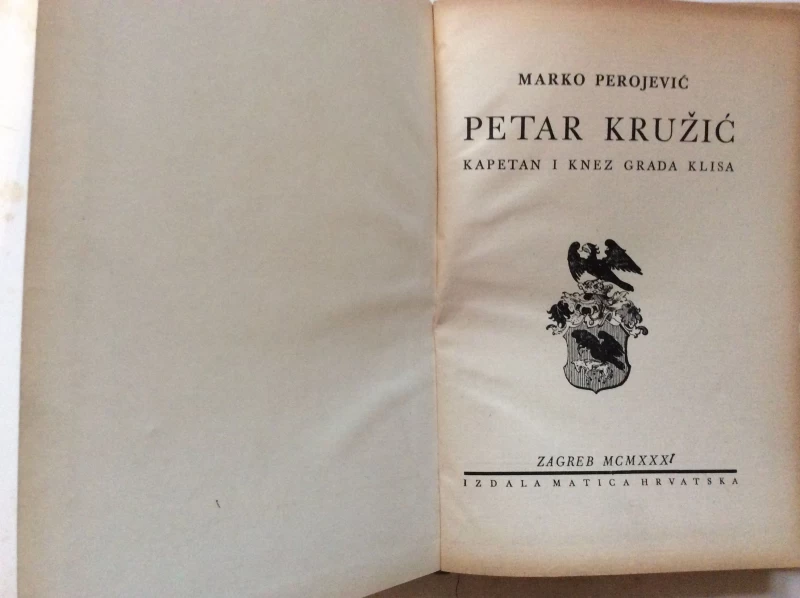 MARKO PEROJEVIĆ
PETAR KRUŽIĆ
KAPETAN I KNEZ GRADA KLISA
ZAGREB MCMXXXI
IZDALA MATICA HRVATSKA